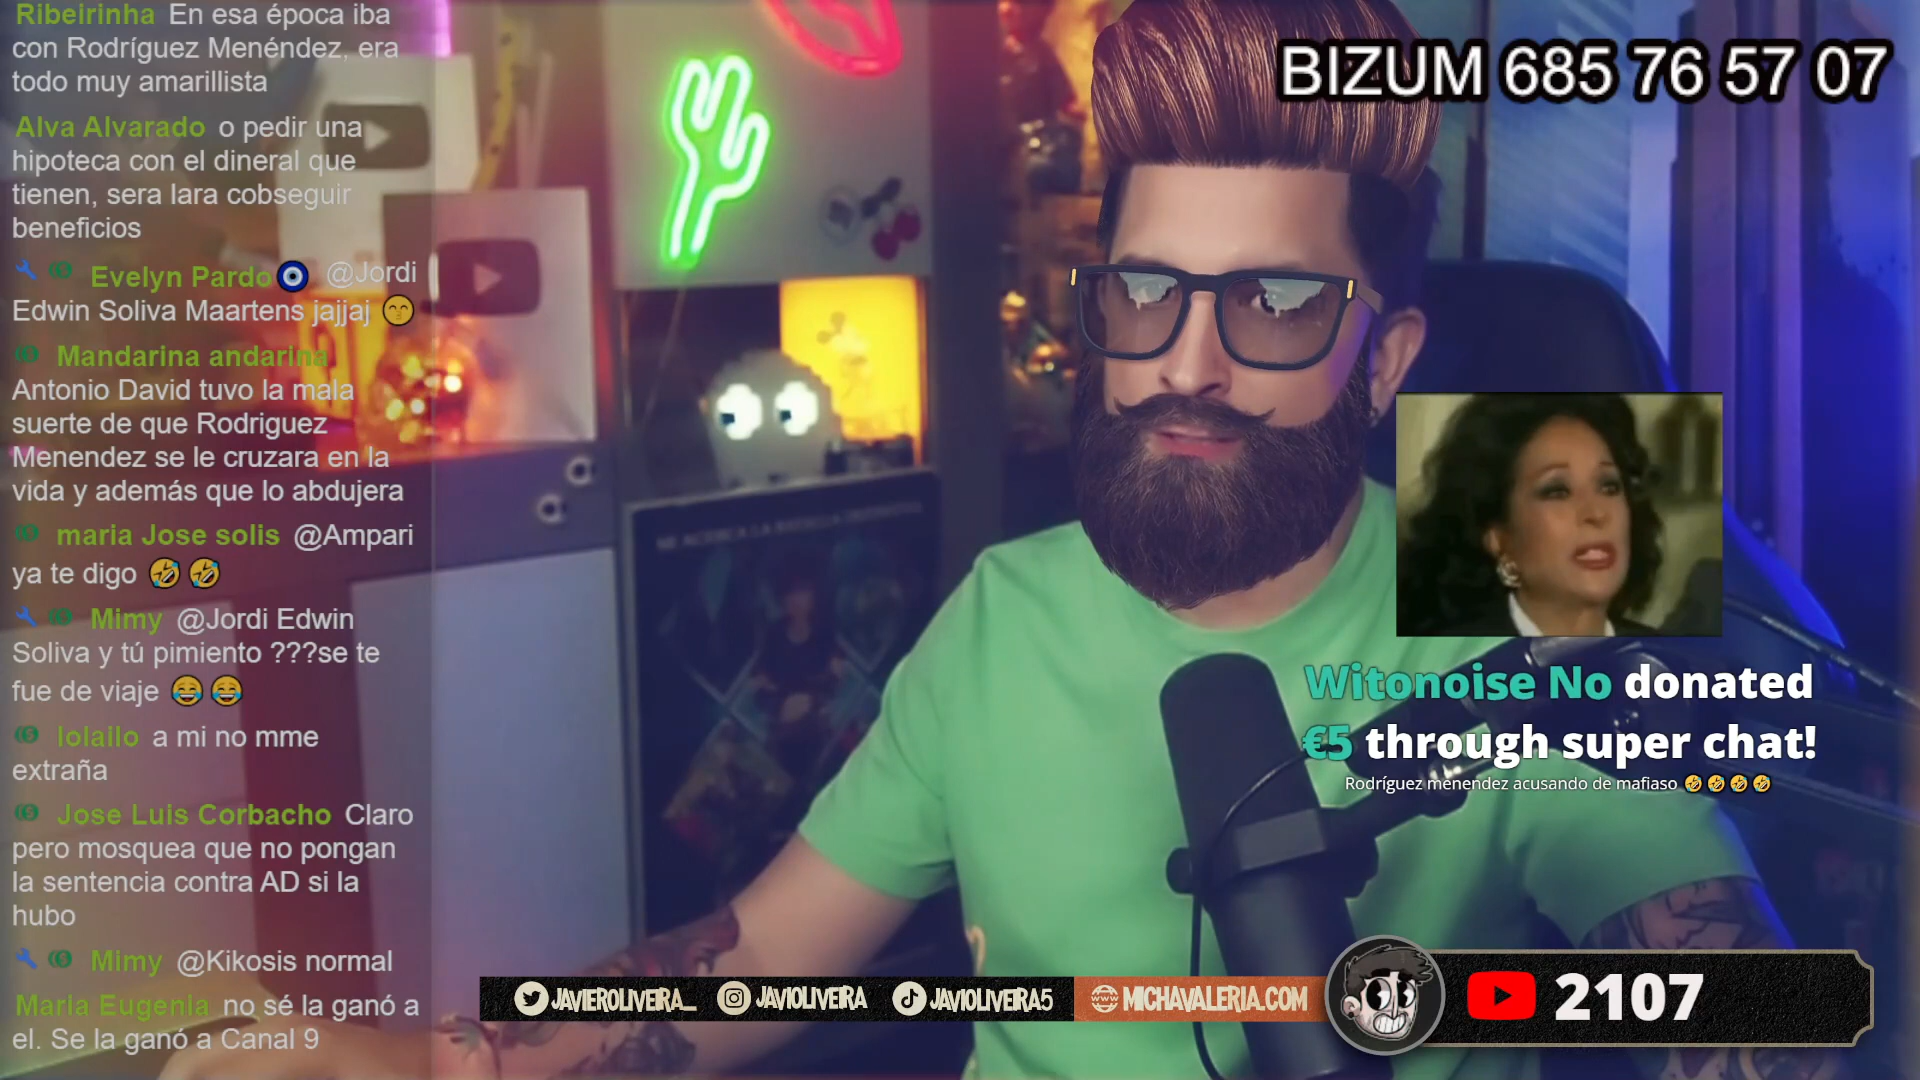 Ribeirinha En esa época iba
con Rodríguez Menéndez, era
todo muy amarillista
Alva Alvarado o pedir una
hipoteca con el dineral que
tienen, sera lara cobseguir
beneficios
Evelyn Pardo @Jordi
Edwin Soliva Maartens jajjaj 😙
Mandarina andarina
Antonio David tuvo la mala
suerte de que Rodriguez
Menendez se le cruzara en la
vida y además que lo abdujera
maria Jose solis @Ampari
ya te digo 🤣 🤣
Mimy @Jordi Edwin
Soliva y tú pimiento ???se te
fue de viaje 😂 😂
lolailo a mi no mme
extraña
Jose Luis Corbacho Claro
pero mosquea que no pongan
la sentencia contra AD si la
hubo
Mimy @Kikosis normal
Maria Eugenia no sé la ganó a
el. Se la ganó a Canal 9
BIZUM 685 76 57 07
Witonoise No donated
€5 through super chat!
Rodríguez menendez acusando de mafiaso 🤣 🤣 🤣 🤣
JAVIEROLIVEIRA_ JAVIOLIVEIRA JAVIOLIVEIRA5 MICHAVALERIA.COM
2107